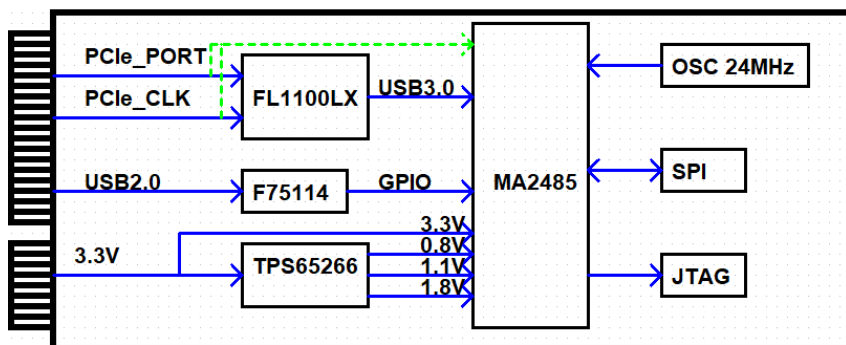 PCIe_PORT
PCIe_CLK
FL1100LX
USB3.0
OSC 24MHz
USB2.0
F75114
GPIO
MA2485
SPI
3.3V
TPS65266
3.3V
0.8V
1.1V
1.8V
JTAG